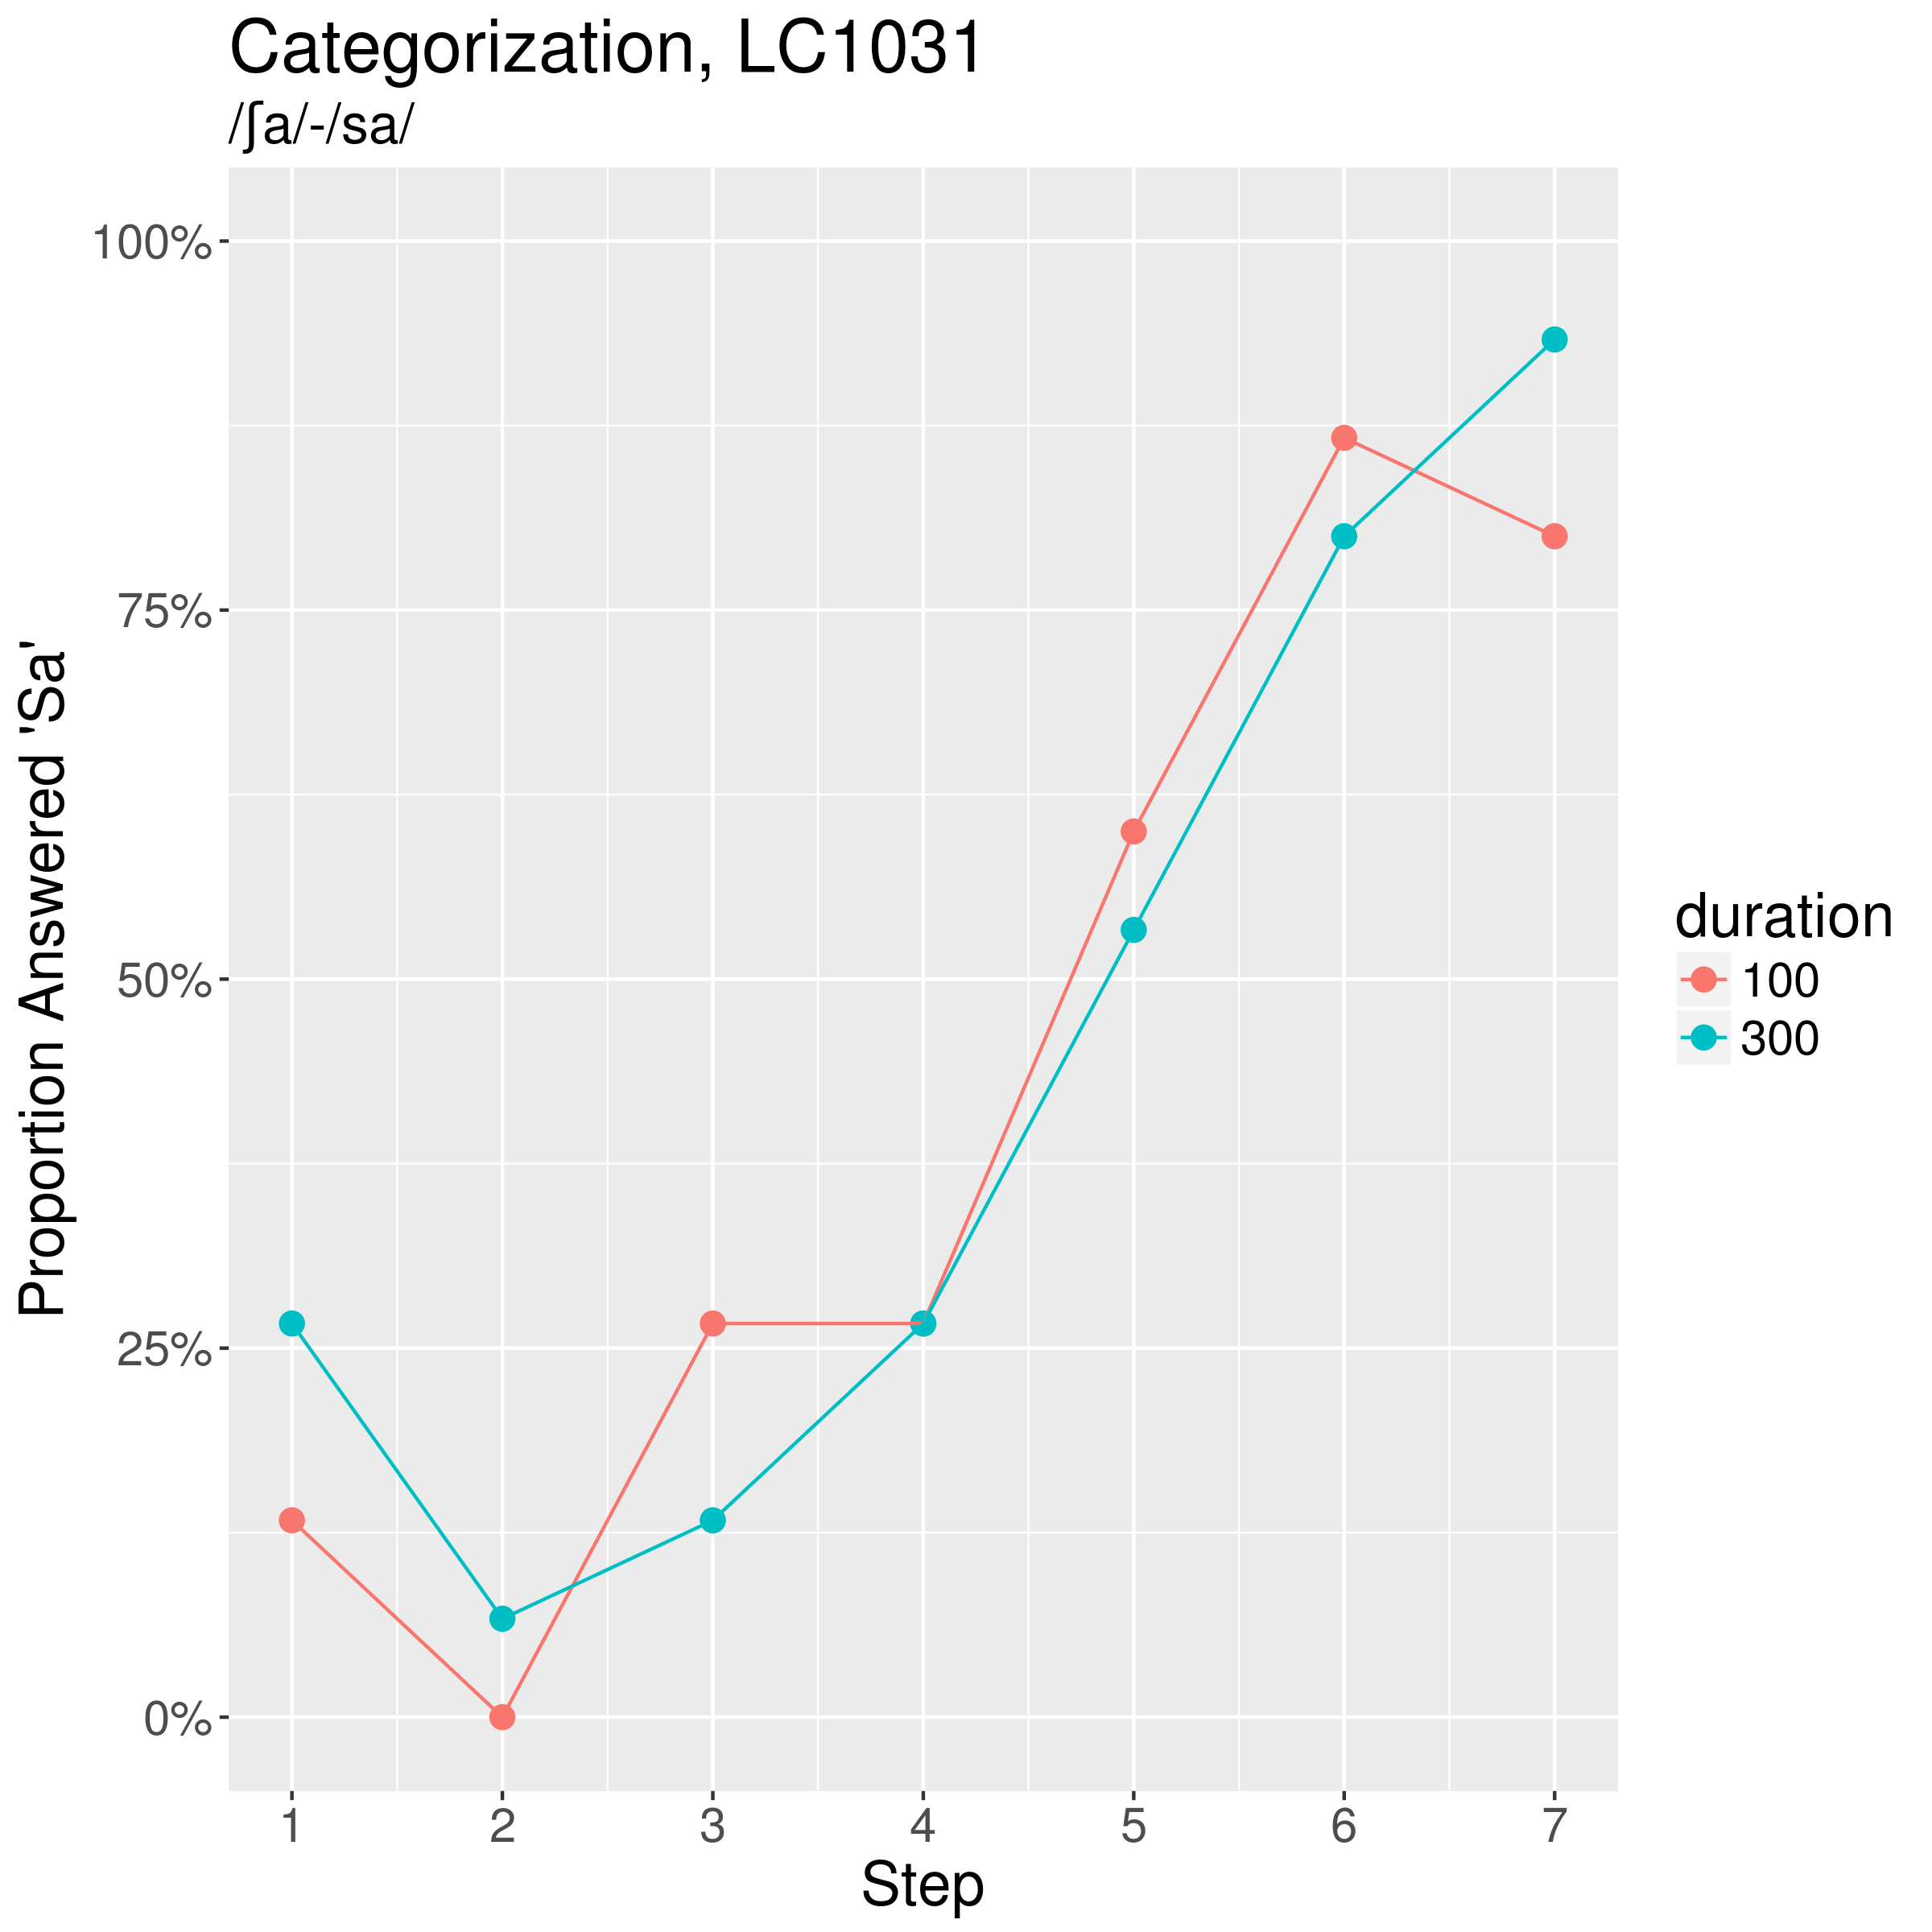 Categorization, LC1031
/ʃa/-/sa/
Proportion Answered 'Sa'
100%
75%
50%
25%
0%
1 2 3 4 5 6 7
Step
duration
100
300